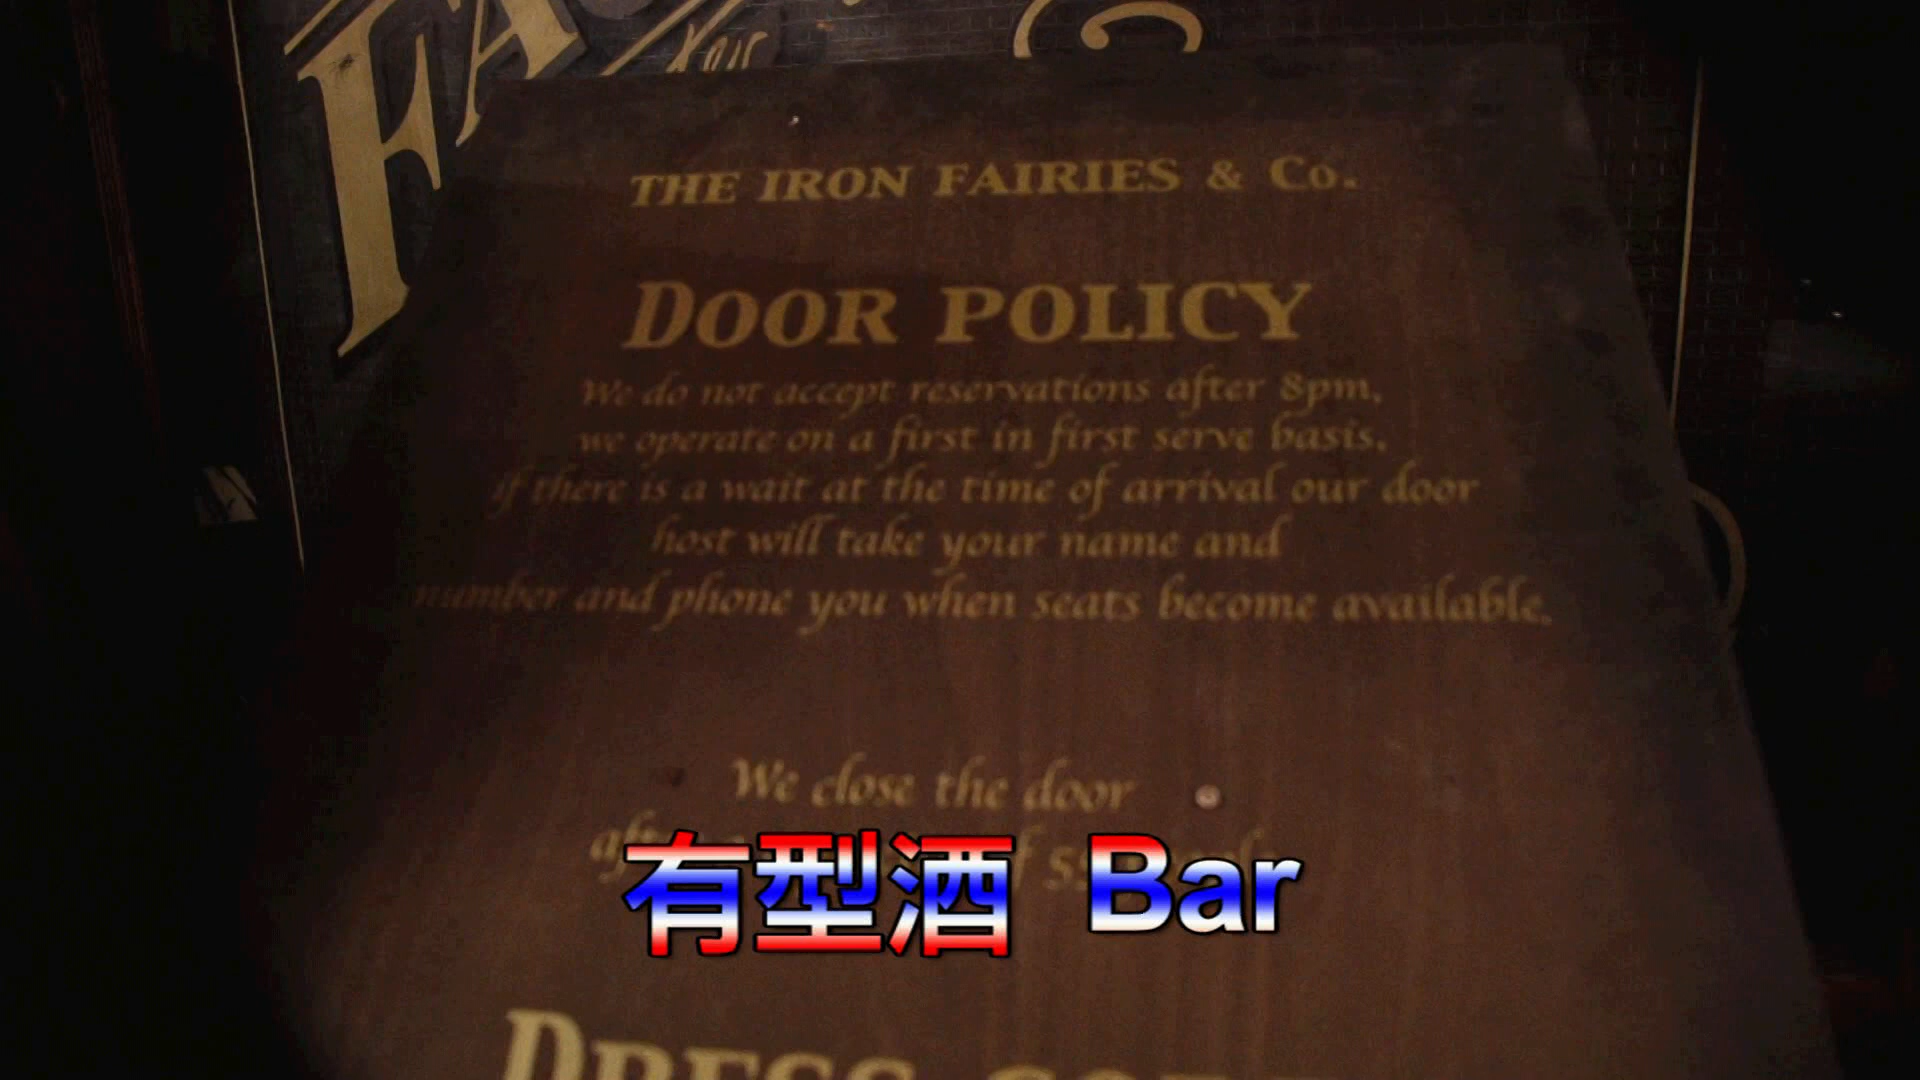 THE IRON FAIRIES & Co.
DOOR POLICY
We do not accept reservations after 8pm,
we operate on a first in first serve basis.
if there is a wait at the time of arrival our door
host will take your name and
number and phone you when seats become available.
We close the door
有型酒 Bar
DRESS